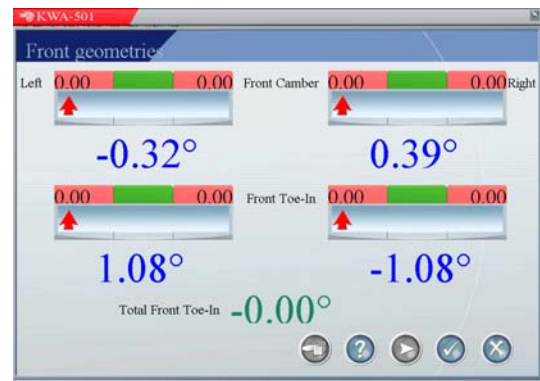 KWA-501
Front geometries
Left 0.00 0.00 Front Camber 0.00 0.00 Right
-0.32° 0.39°
0.00 0.00 Front Toe-In 0.00 0.00
1.08° -1.08°
Total Front Toe-In -0.00°
?